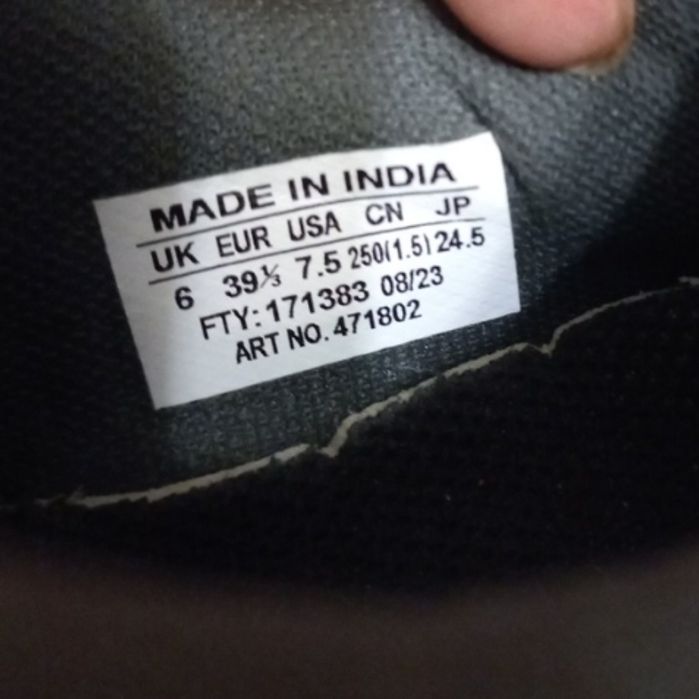 MADE IN INDIA
UK EUR USA CN JP
6 39⅓ 7.5 250(1.5) 24.5
FTY: 171383 08/23
ART NO. 471802